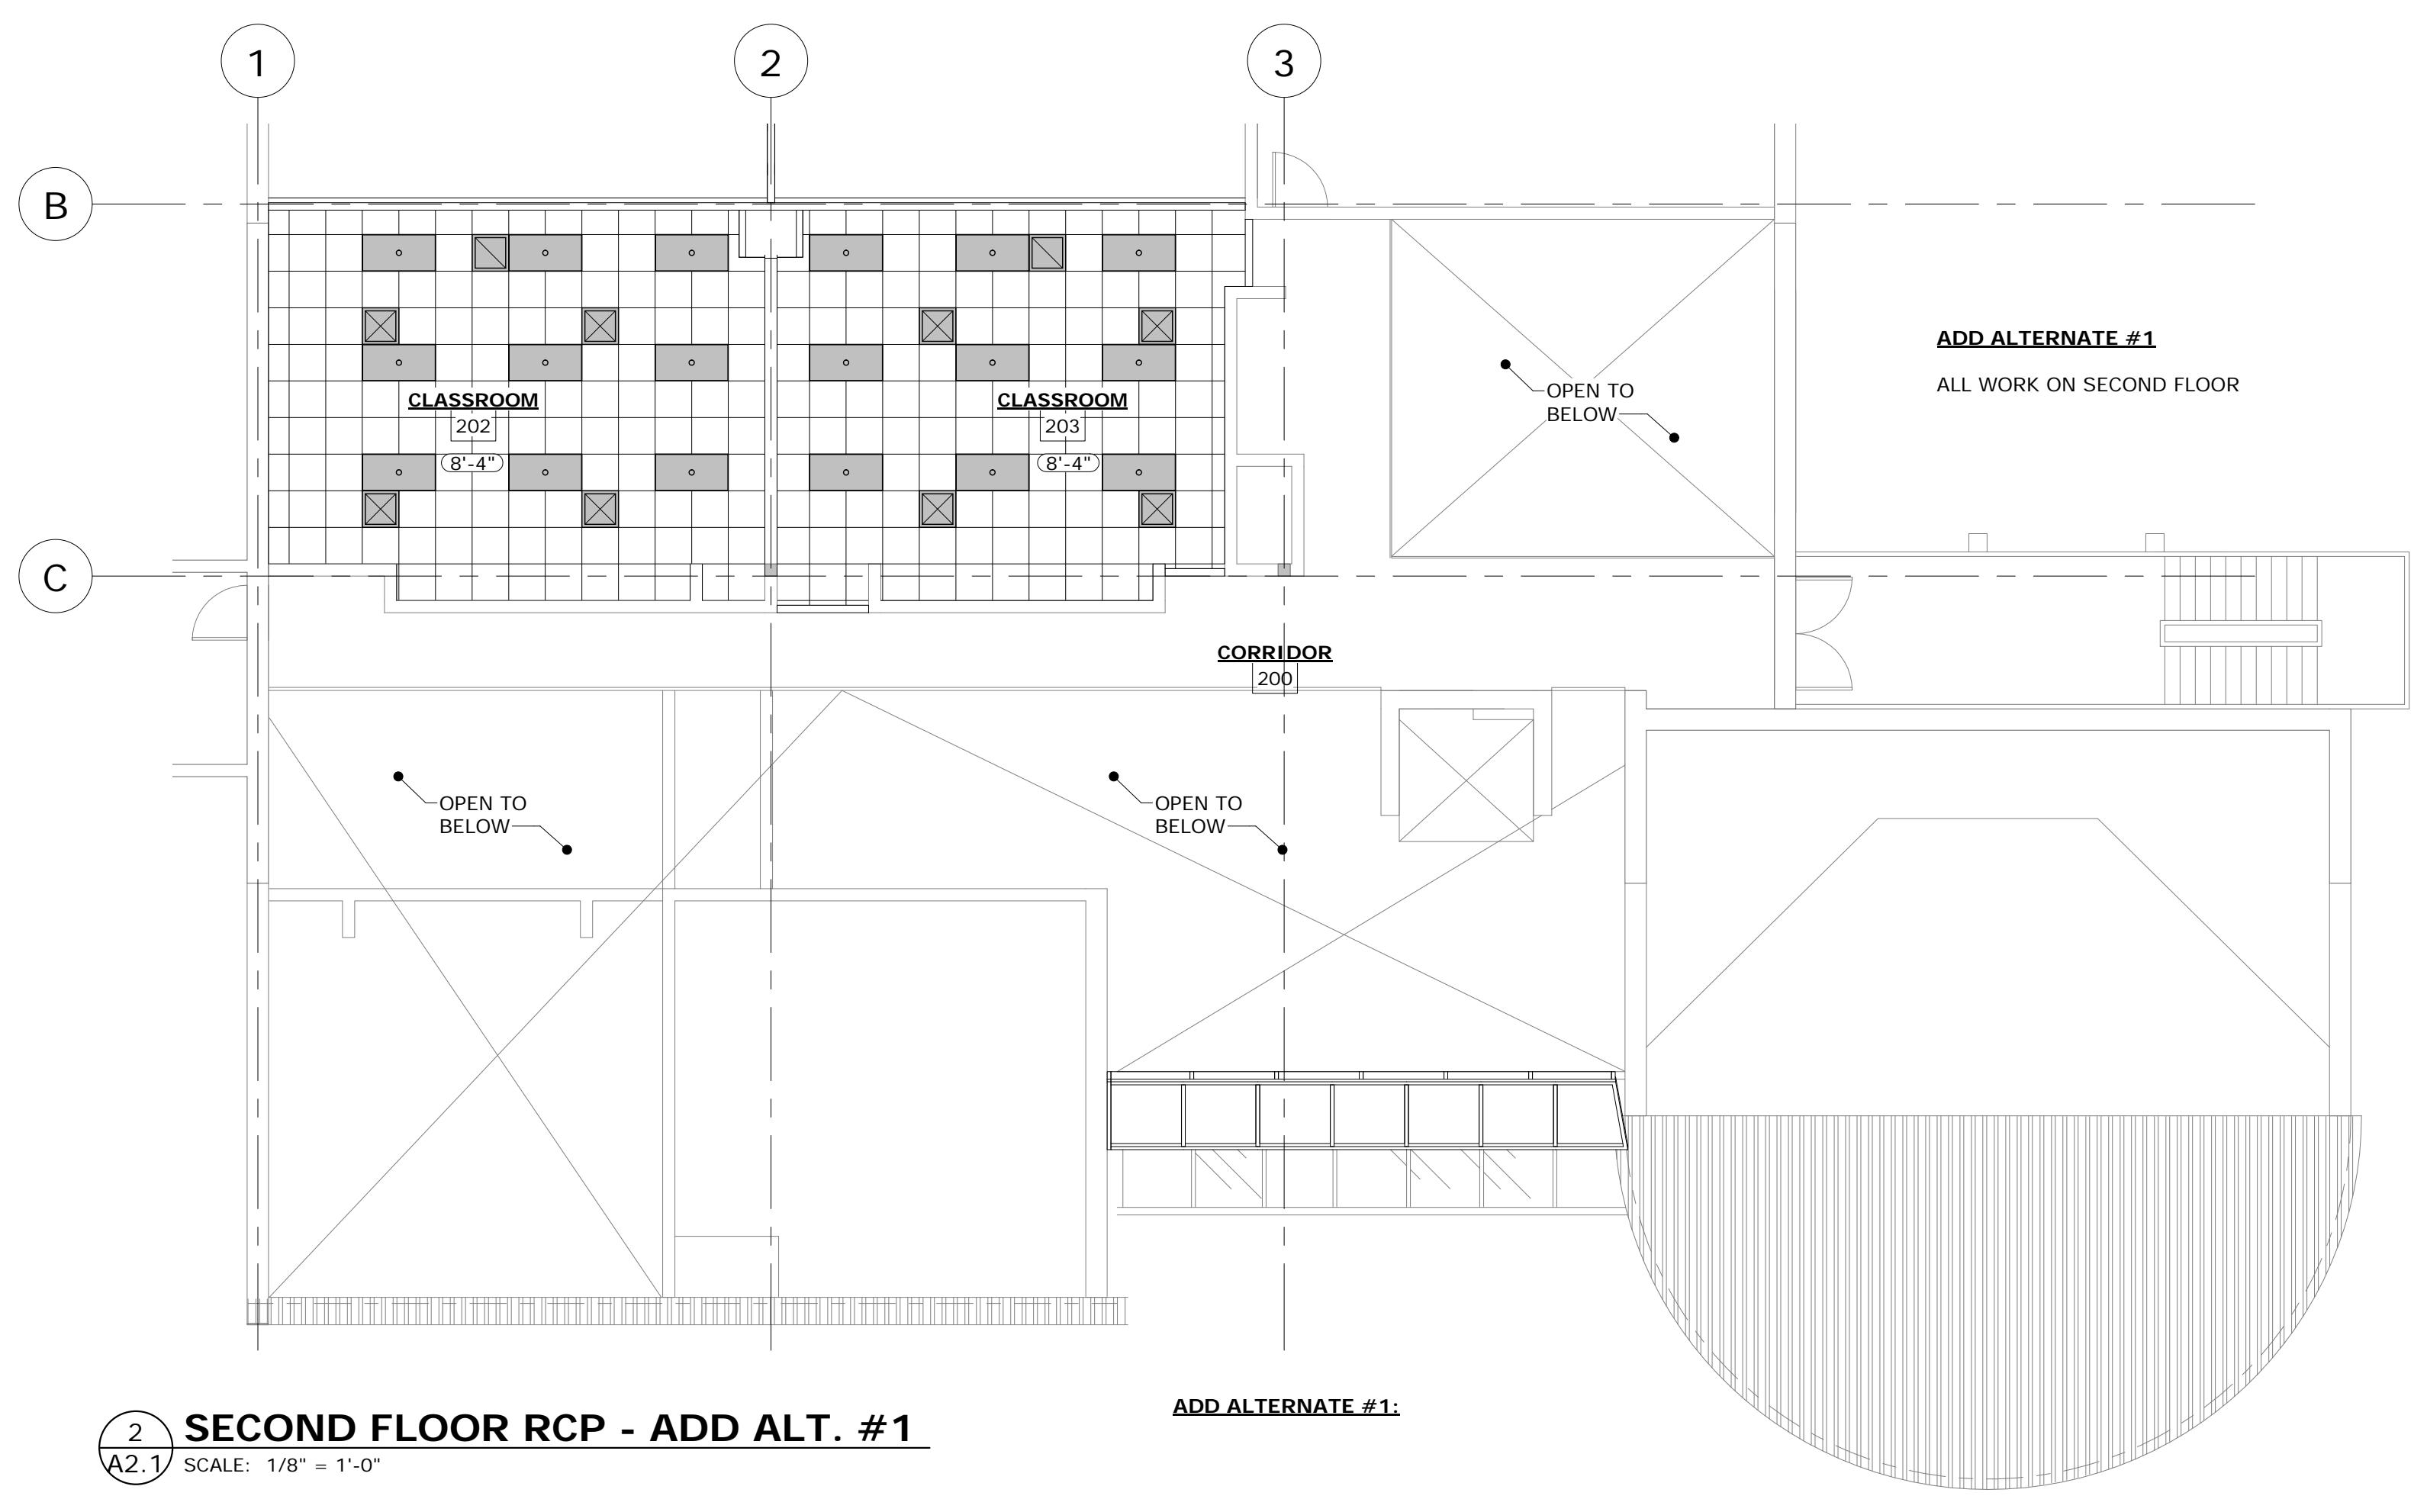 1
2
3
B
ADD ALTERNATE #1
ALL WORK ON SECOND FLOOR
OPEN TO
BELOW
CLASSROOM
202
8'-4"
CLASSROOM
203
8'-4"
C
CORRIDOR
200
OPEN TO
BELOW
OPEN TO
BELOW
ADD ALTERNATE #1:
2
A2.1
SECOND FLOOR RCP - ADD ALT. #1
SCALE: 1/8" = 1'-0"